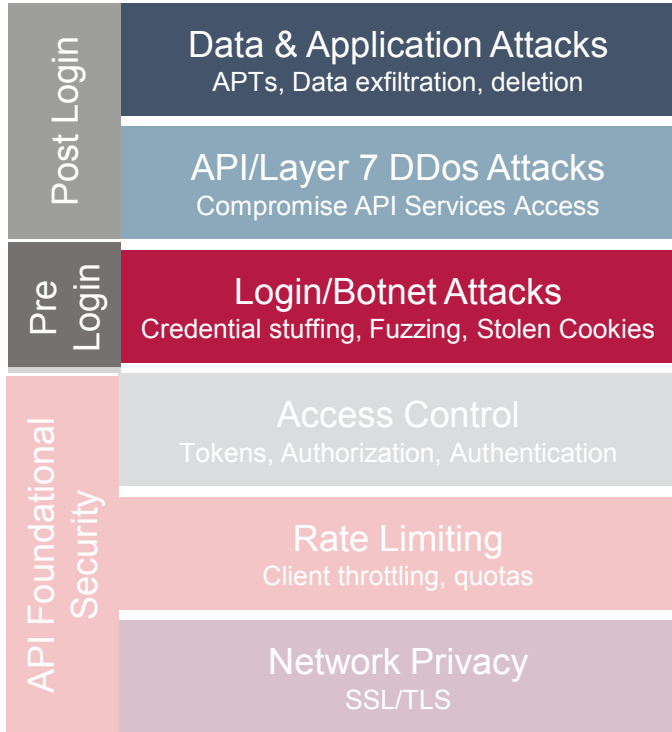 Post Login
Data & Application Attacks
APTs, Data exfiltration, deletion
API/Layer 7 DDos Attacks
Compromise API Services Access
Pre
Login
Login/Botnet Attacks
Credential stuffing, Fuzzing, Stolen Cookies
API Foundational
Security
Access Control
Tokens, Authorization, Authentication
Rate Limiting
Client throttling, quotas
Network Privacy
SSL/TLS